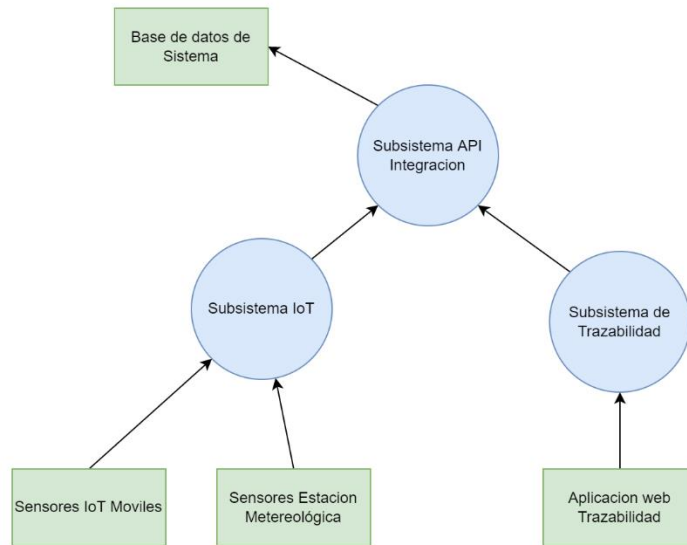 Base de datos de
Sistema
Subsistema API
Integracion
Subsistema IoT
Subsistema de
Trazabilidad
Sensores IoT Moviles
Sensores Estacion
Metereológica
Aplicacion web
Trazabilidad